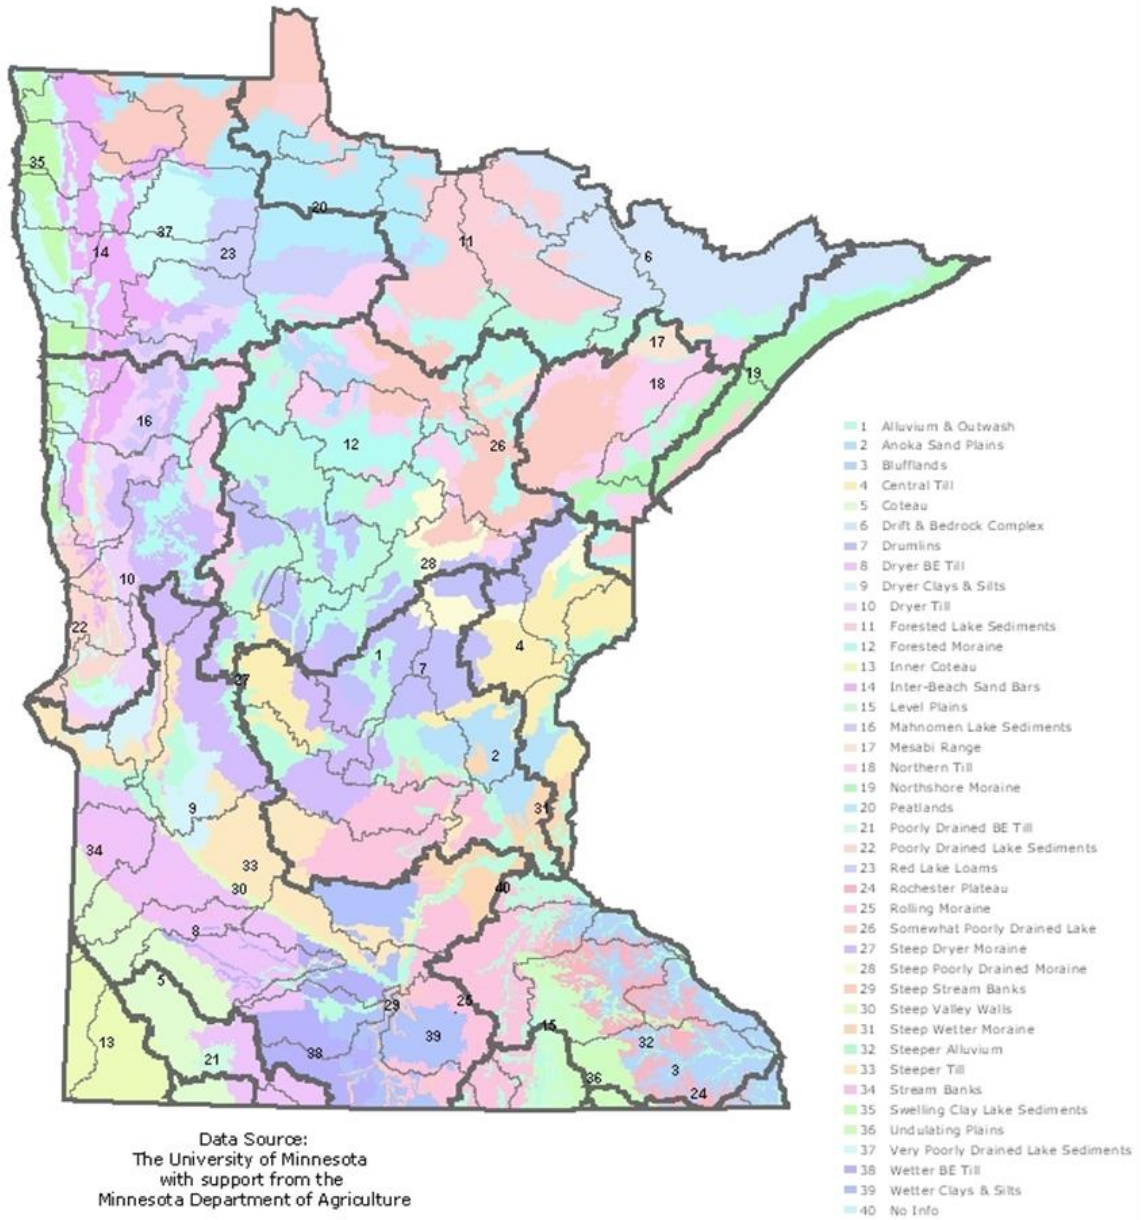 35
20
11
37
14
23
6
17
18
19
16
12
26
28
10
22
4
1
7
27
2
9
31
34
33
30
40
8
5
29
25
13
39
15
38
21
32
3
36
24
1 Alluvium & Outwash
2 Anoka Sand Plains
3 Blufflands
4 Central Till
5 Coteau
6 Drift & Bedrock Complex
7 Drumlins
8 Dryer BE Till
9 Dryer Clays & Silts
10 Dryer Till
11 Forested Lake Sediments
12 Forested Moraine
13 Inner Coteau
14 Inter-Beach Sand Bars
15 Level Plains
16 Mahnomen Lake Sediments
17 Mesabi Range
18 Northern Till
19 Northshore Moraine
20 Peatlands
21 Poorly Drained BE Till
22 Poorly Drained Lake Sediments
23 Red Lake Loams
24 Rochester Plateau
25 Rolling Moraine
26 Somewhat Poorly Drained Lake
27 Steep Dryer Moraine
28 Steep Poorly Drained Moraine
29 Steep Stream Banks
30 Steep Valley Walls
31 Steep Wetter Moraine
32 Steeper Alluvium
33 Steeper Till
34 Stream Banks
35 Swelling Clay Lake Sediments
36 Undulating Plains
37 Very Poorly Drained Lake Sediments
38 Wetter BE Till
39 Wetter Clays & Silts
40 No Info
Data Source:
The University of Minnesota
with support from the
Minnesota Department of Agriculture